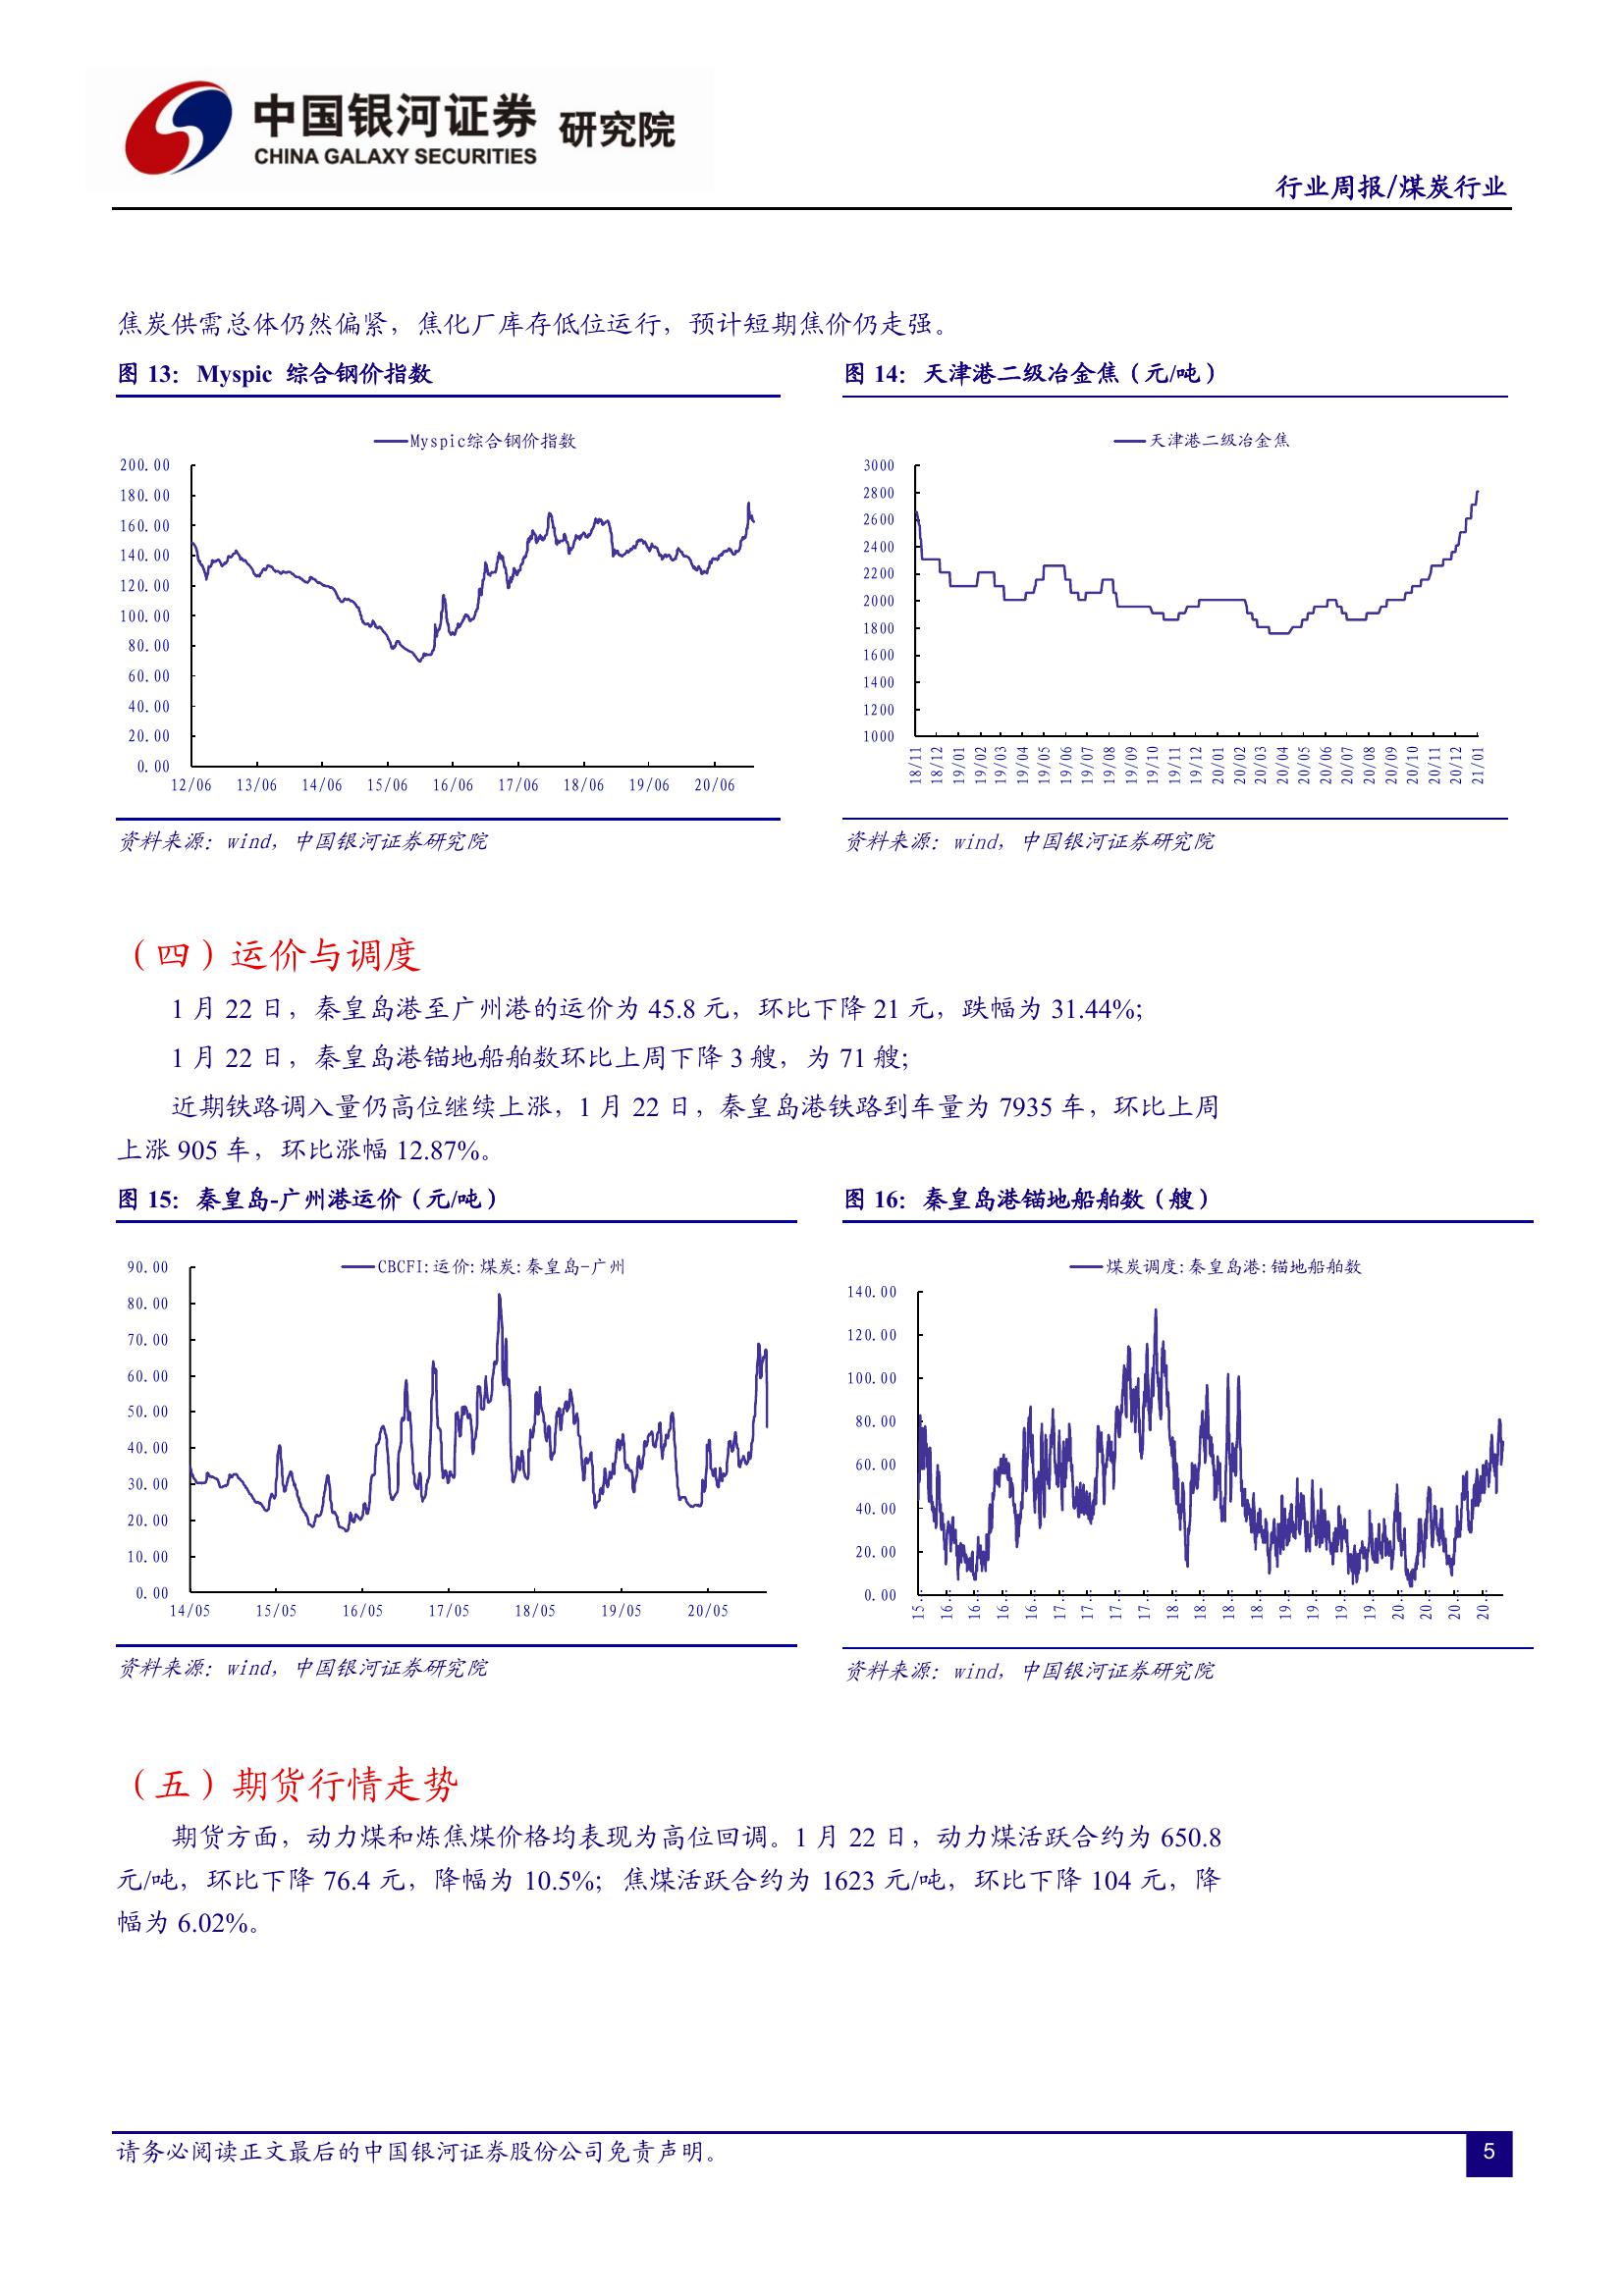 中国银河证券 研究院
CHINA GALAXY SECURITIES
行业周报/煤炭行业
焦炭供需总体仍然偏紧，焦化厂库存低位运行，预计短期焦价仍走强。
图 13：Myspic 综合钢价指数
Myspic综合钢价指数
200.00
180.00
160.00
140.00
120.00
100.00
80.00
60.00
40.00
20.00
0.00
12/06 13/06 14/06 15/06 16/06 17/06 18/06 19/06 20/06
资料来源：wind，中国银河证券研究院
图 14：天津港二级冶金焦（元/吨）
天津港二级冶金焦
3000
2800
2600
2400
2200
2000
1800
1600
1400
1200
1000
18/11 18/12 19/01 19/02 19/03 19/04 19/05 19/06 19/07 19/08 19/09 19/10 19/11 19/12 20/01 20/02 20/03 20/04 20/05 20/06 20/07 20/08 20/09 20/10 20/11 20/12 21/01
资料来源：wind，中国银河证券研究院
（四）运价与调度
1 月 22 日，秦皇岛港至广州港的运价为 45.8 元，环比下降 21 元，跌幅为 31.44%;
1 月 22 日，秦皇岛港锚地船舶数环比上周下降 3 艘，为 71 艘;
近期铁路调入量仍高位继续上涨，1 月 22 日，秦皇岛港铁路到车量为 7935 车，环比上周
上涨 905 车，环比涨幅 12.87%。
图 15：秦皇岛-广州港运价（元/吨）
CBCFI:运价:煤炭:秦皇岛-广州
90.00
80.00
70.00
60.00
50.00
40.00
30.00
20.00
10.00
0.00
14/05 15/05 16/05 17/05 18/05 19/05 20/05
资料来源：wind，中国银河证券研究院
图 16：秦皇岛港锚地船舶数（艘）
煤炭调度:秦皇岛港:锚地船舶数
140.00
120.00
100.00
80.00
60.00
40.00
20.00
0.00
15.. 16.. 16.. 16.. 16.. 17.. 17.. 17.. 17.. 18.. 18.. 18.. 18.. 19.. 19.. 19.. 19.. 20.. 20.. 20.. 20..
资料来源：wind，中国银河证券研究院
（五）期货行情走势
期货方面，动力煤和炼焦煤价格均表现为高位回调。1 月 22 日，动力煤活跃合约为 650.8
元/吨，环比下降 76.4 元，降幅为 10.5%；焦煤活跃合约为 1623 元/吨，环比下降 104 元，降
幅为 6.02%。
请务必阅读正文最后的中国银河证券股份公司免责声明。
5